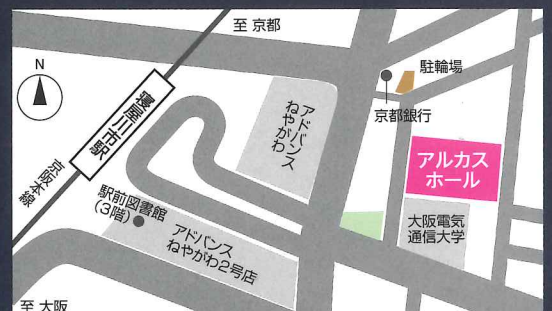 至 京都
N
駐輪場
京都銀行
寝屋川市駅
アドバンス
ねやがわ
アルカス
ホール
京阪本線
駅前図書館
(3階)
アドバンス
ねやがわ2号店
大阪電気
通信大学
至 大阪